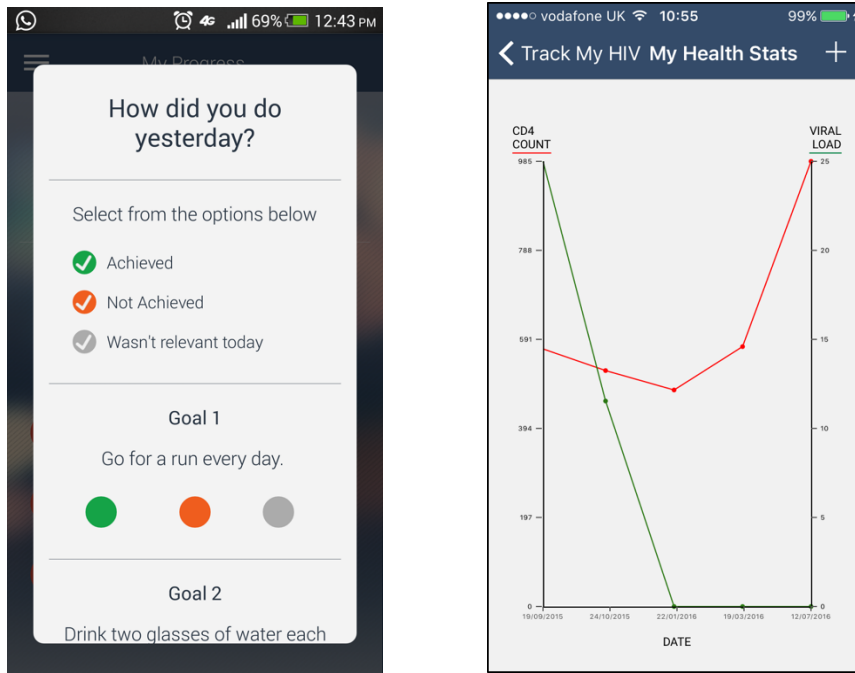 4G 69% 12:43 PM
My Progress
How did you do
yesterday?
Select from the options below
Achieved
Not Achieved
Wasn't relevant today
Goal 1
Go for a run every day.
Goal 2
Drink two glasses of water each
vodafone UK 10:55 99%
Track My HIV My Health Stats
CD4
COUNT
VIRAL
LOAD
985 25
788 20
591 15
394 10
197 5
0 0
19/09/2015 24/10/2015 22/01/2016 19/03/2016 12/07/2016
DATE